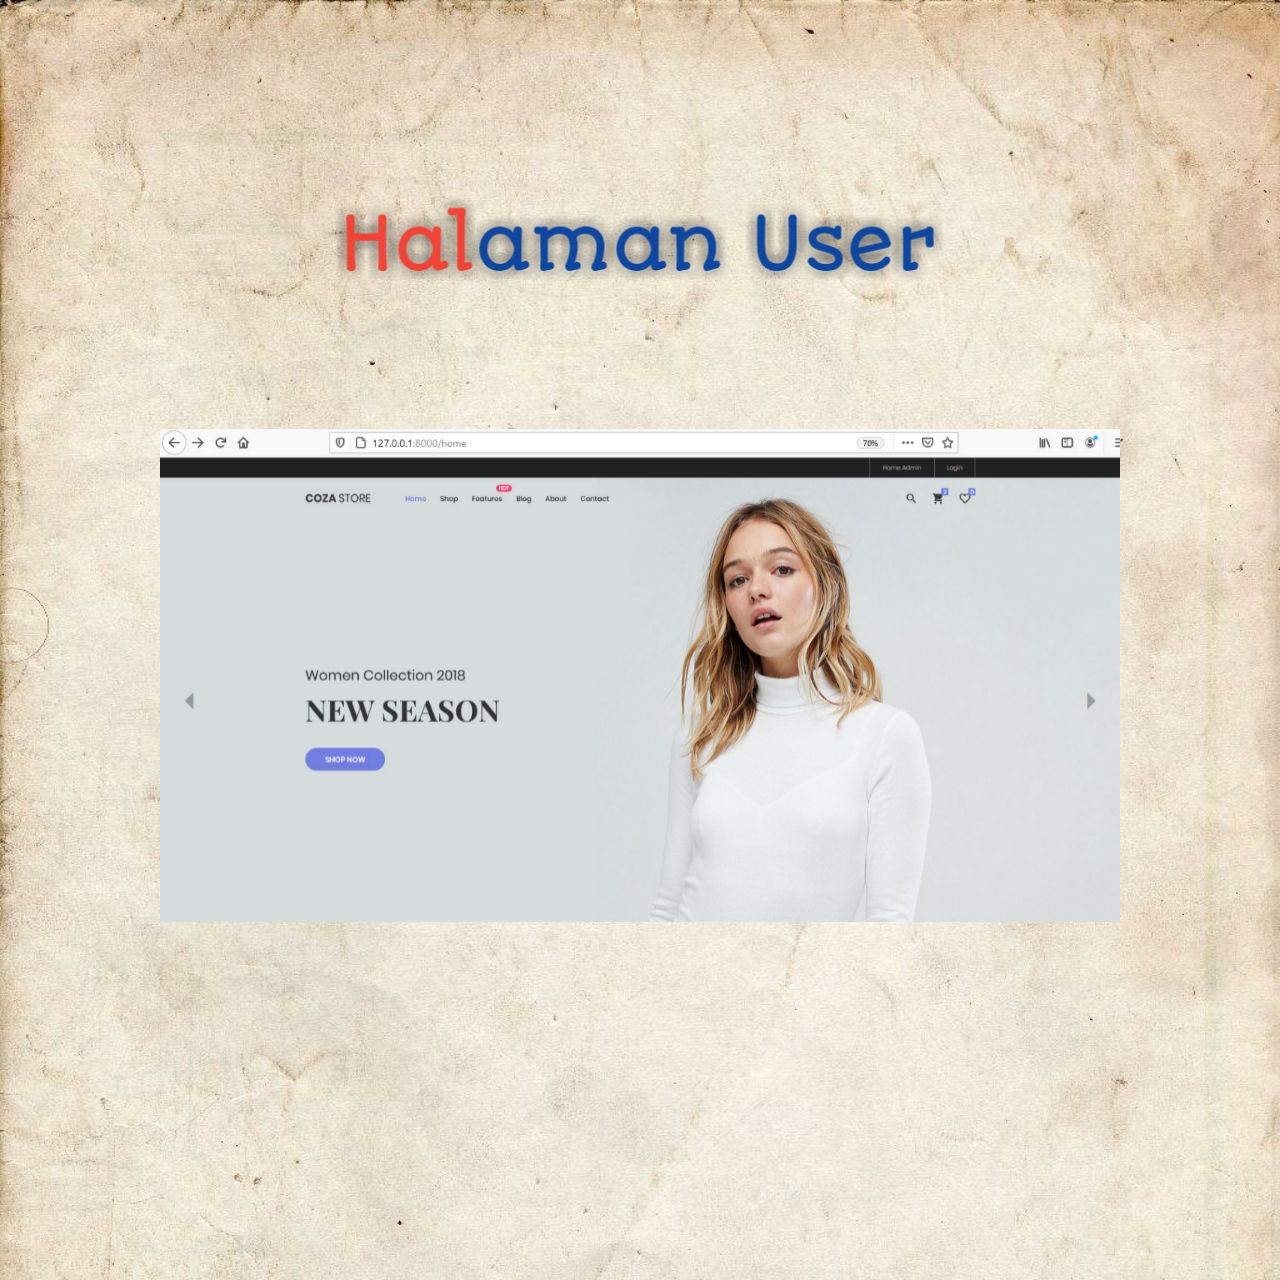 Halaman User
127.0.0.1:8000/home
70%
Home Admin
Login
COZA STORE
Home
Shop
Features
HOT
Blog
About
Contact
Women Collection 2018
NEW SEASON
SHOP NOW